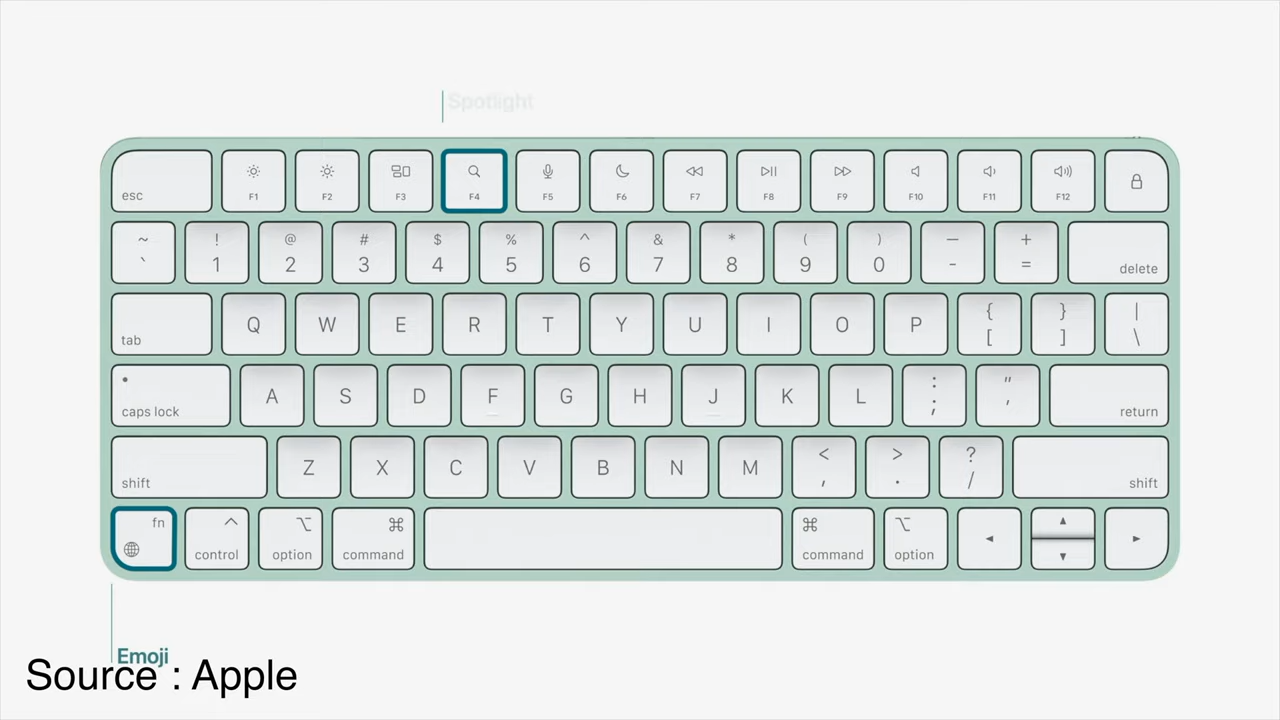 Spotlight
esc F1 F2 F3 F4 F5 F6 F7 F8 F9 F10 F11 F12
~ ! @ # $ % ^ & * ( ) — +
` 1 2 3 4 5 6 7 8 9 0 - = delete
tab Q W E R T Y U I O P { [ } ] | \
caps lock A S D F G H J K L : ; " ' return
shift Z X C V B N M < , > . ? / shift
fn control option command command option
Emoji
Source : Apple